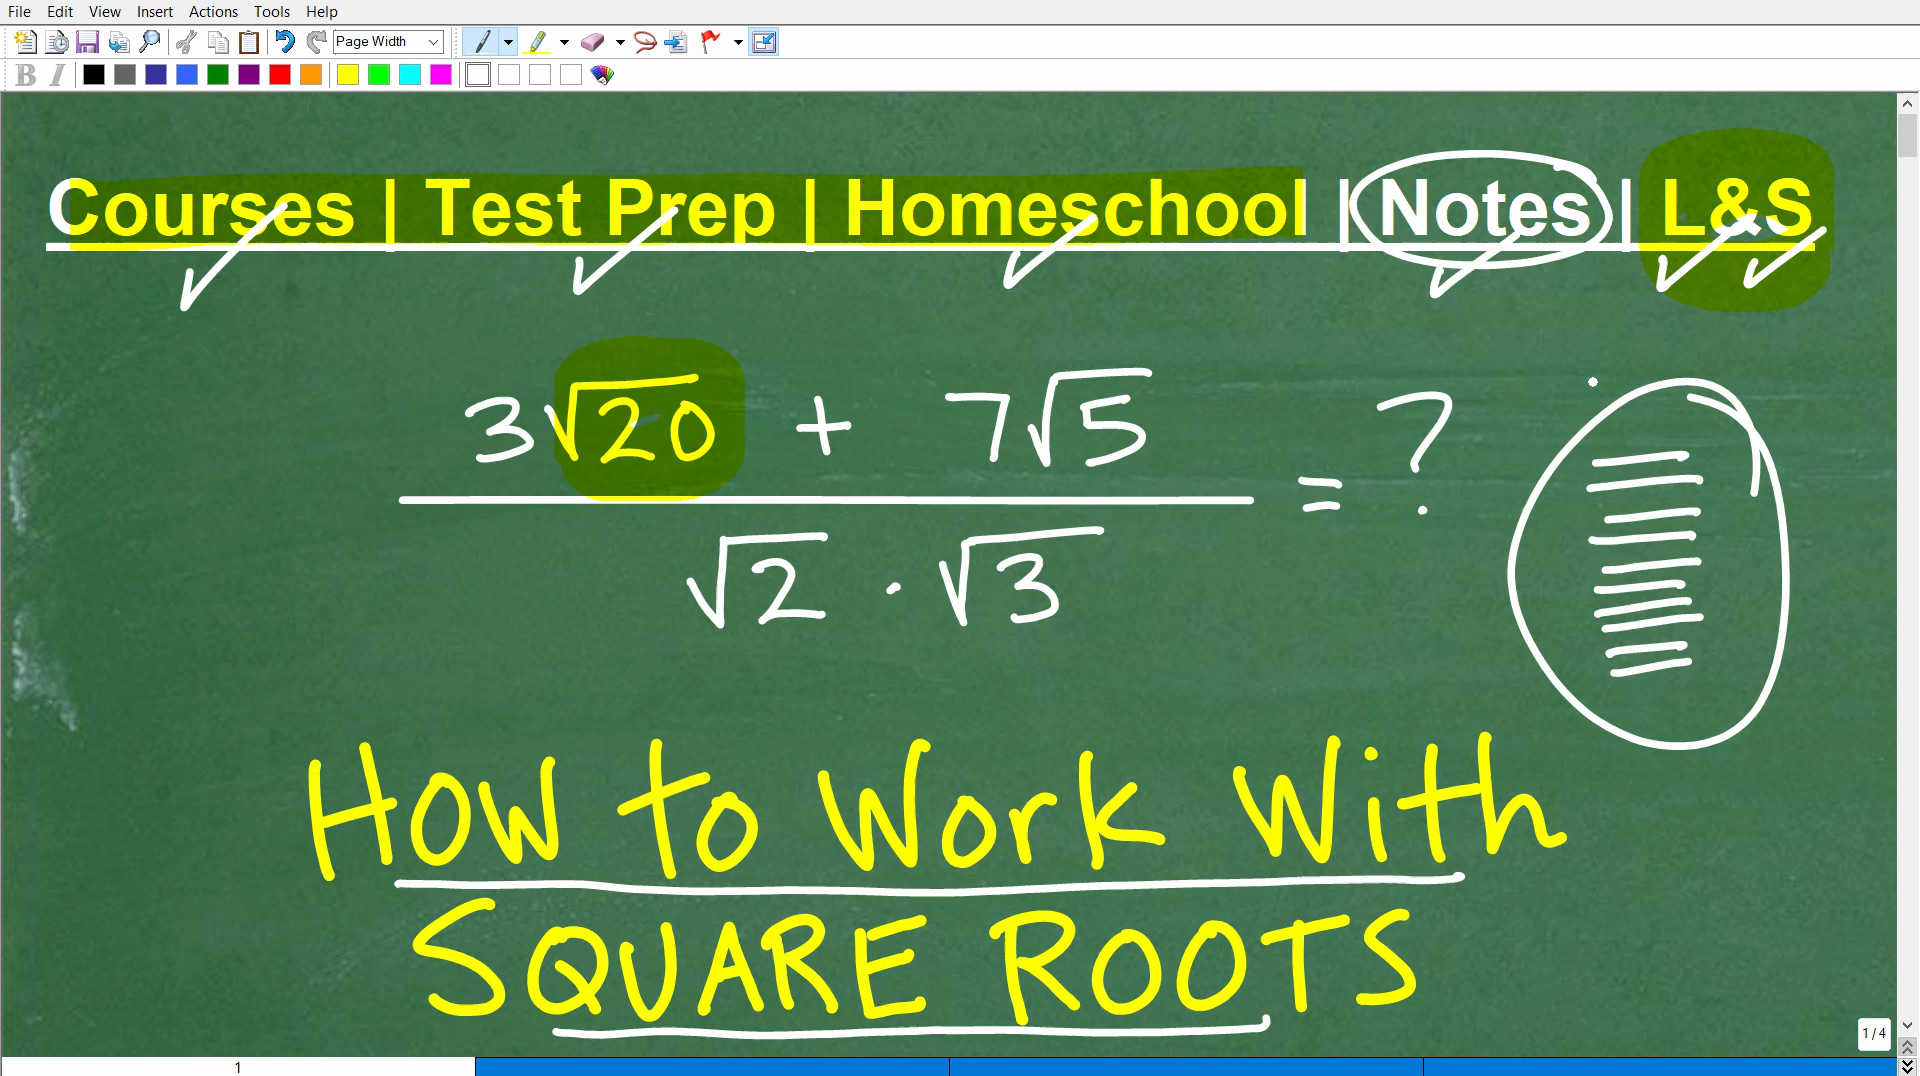 File Edit View Insert Actions Tools Help
Page Width
B I
Courses | Test Prep | Homeschool | Notes | L&S
3√20 + 7√5
= ?
√2 · √3
How to Work With
SQUARE ROOTS
1 / 4
1